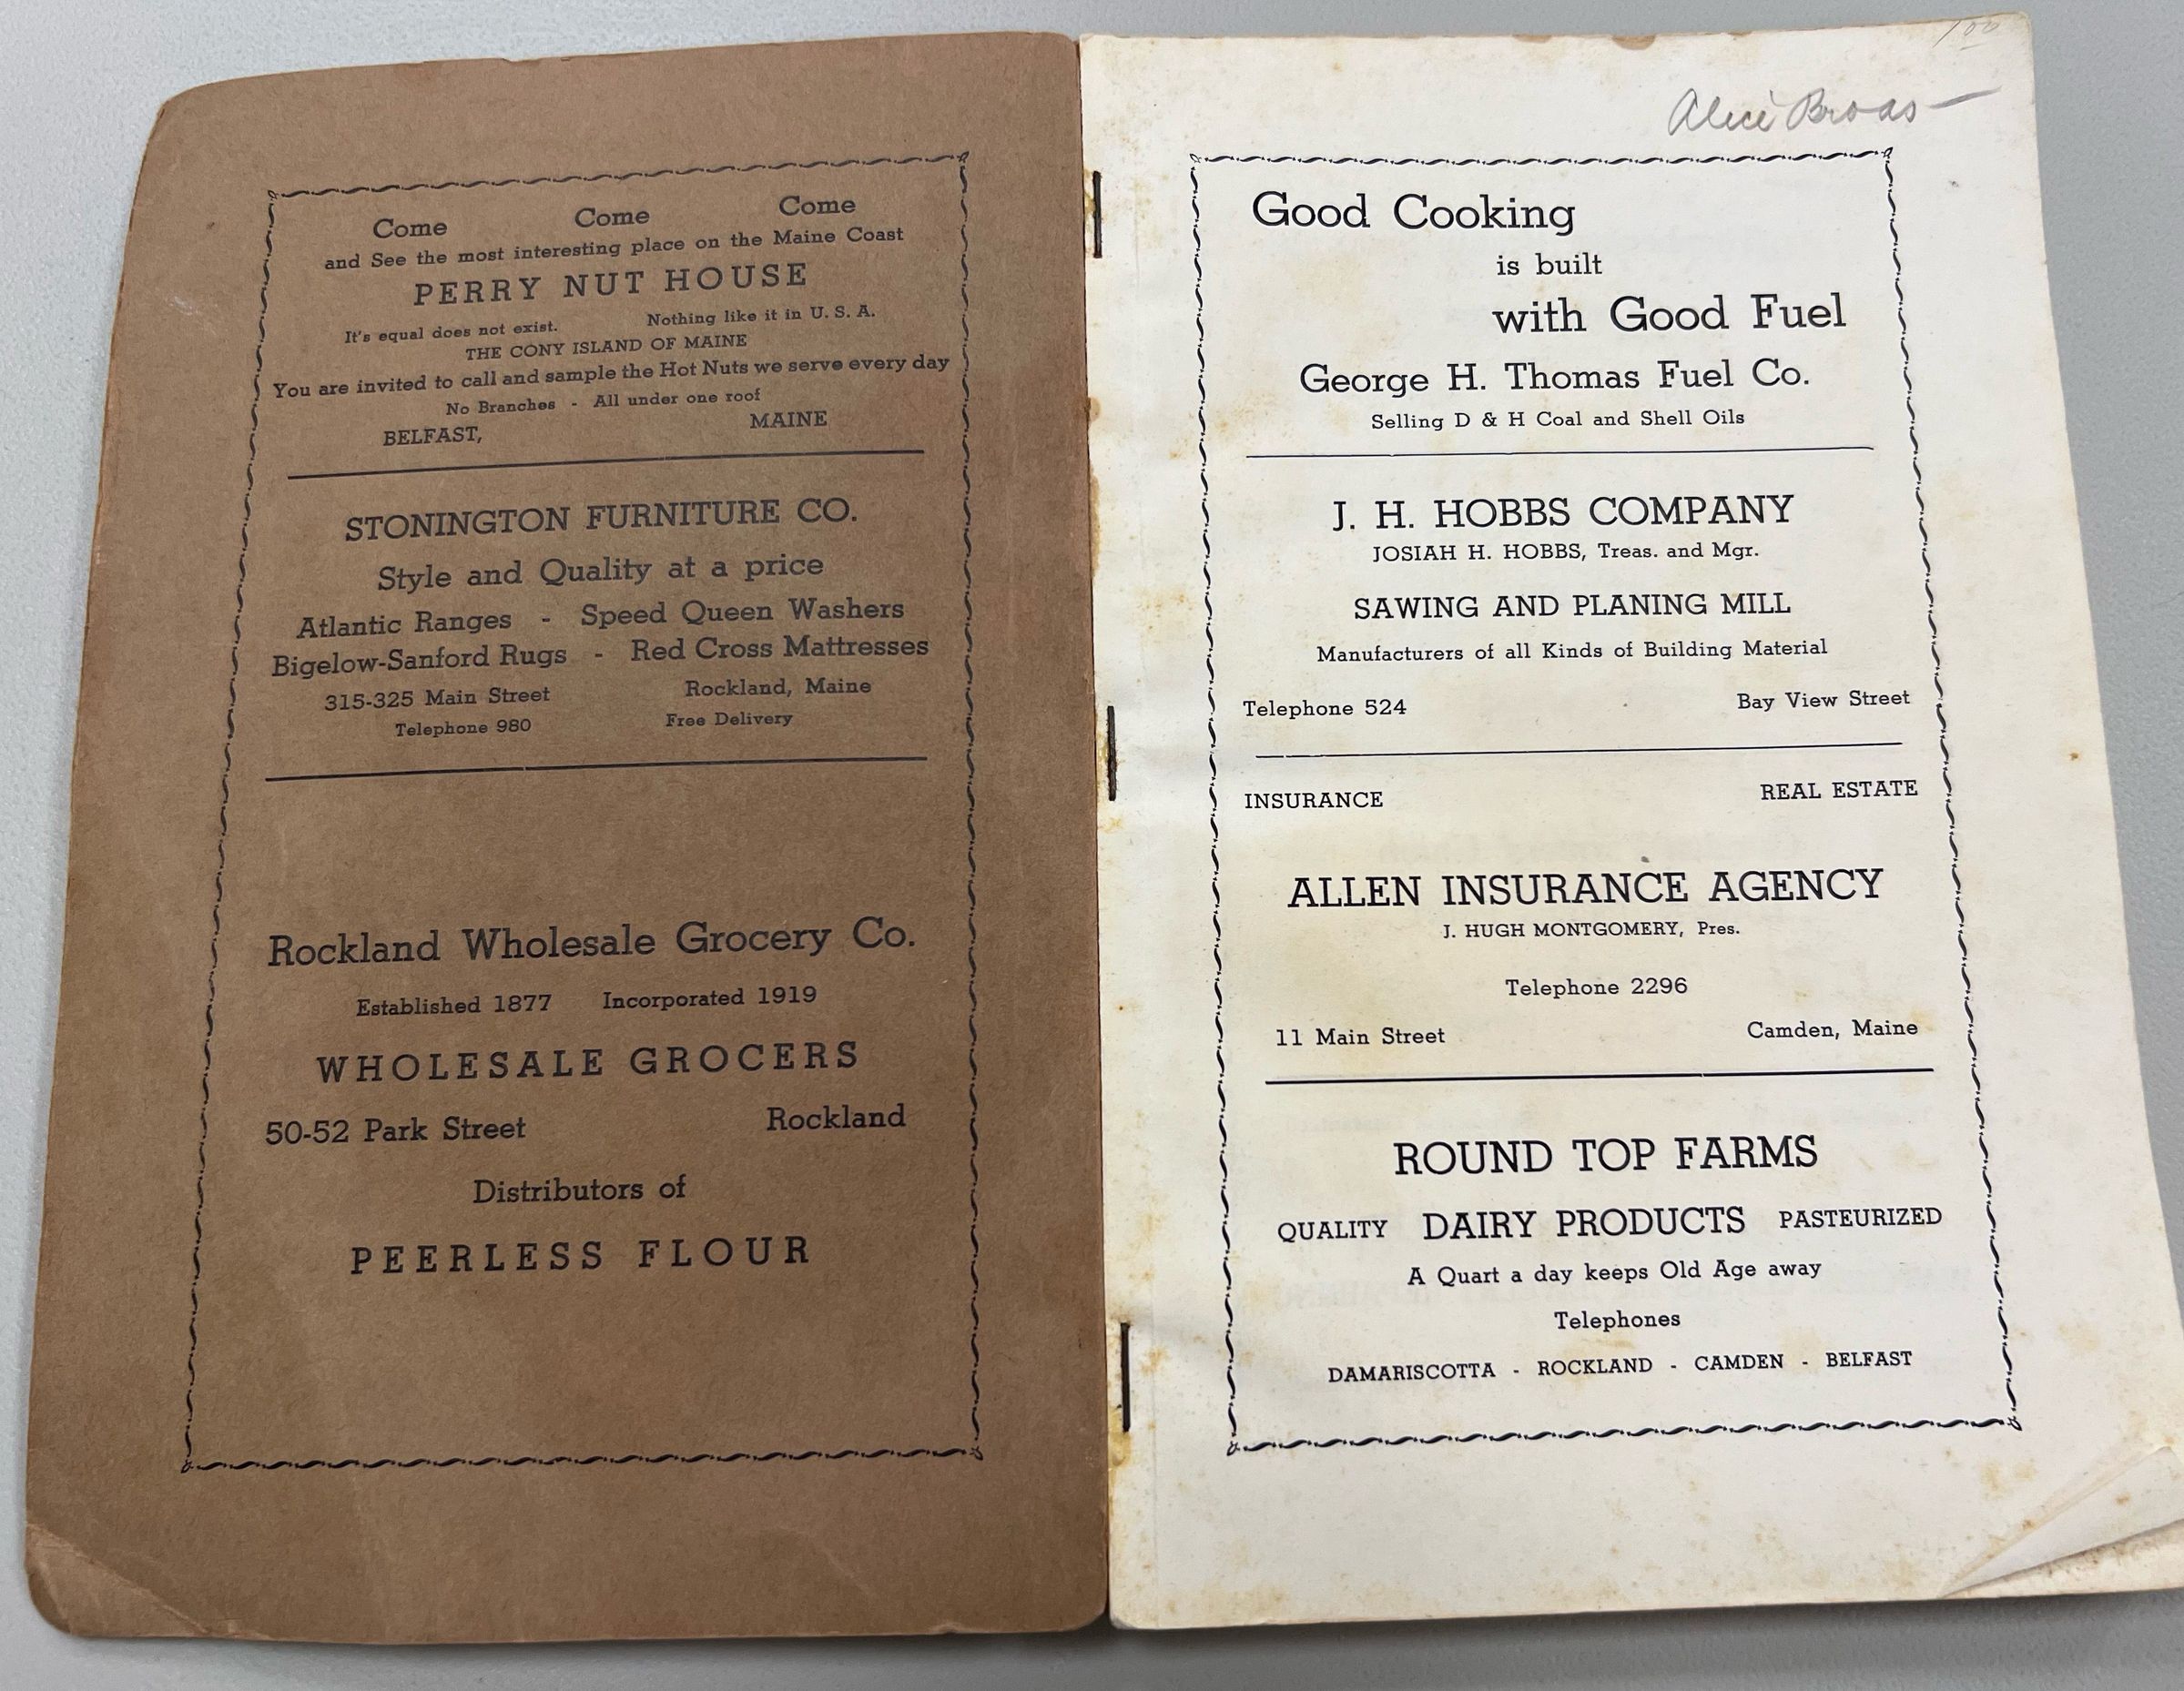 Come Come Come
and See the most interesting place on the Maine Coast
PERRY NUT HOUSE
It's equal does not exist. Nothing like it in U. S. A.
THE CONY ISLAND OF MAINE
You are invited to call and sample the Hot Nuts we serve every day
No Branches - All under one roof
BELFAST, MAINE
STONINGTON FURNITURE CO.
Style and Quality at a price
Atlantic Ranges - Speed Queen Washers
Bigelow-Sanford Rugs - Red Cross Mattresses
315-325 Main Street Rockland, Maine
Telephone 980 Free Delivery
Rockland Wholesale Grocery Co.
Established 1877 Incorporated 1919
WHOLESALE GROCERS
50-52 Park Street Rockland
Distributors of
PEERLESS FLOUR
100
Alice Broas
Good Cooking
is built
with Good Fuel
George H. Thomas Fuel Co.
Selling D & H Coal and Shell Oils
J. H. HOBBS COMPANY
JOSIAH H. HOBBS, Treas. and Mgr.
SAWING AND PLANING MILL
Manufacturers of all Kinds of Building Material
Telephone 524 Bay View Street
INSURANCE REAL ESTATE
ALLEN INSURANCE AGENCY
J. HUGH MONTGOMERY, Pres.
Telephone 2296
11 Main Street Camden, Maine
ROUND TOP FARMS
QUALITY DAIRY PRODUCTS PASTEURIZED
A Quart a day keeps Old Age away
Telephones
DAMARISCOTTA - ROCKLAND - CAMDEN - BELFAST